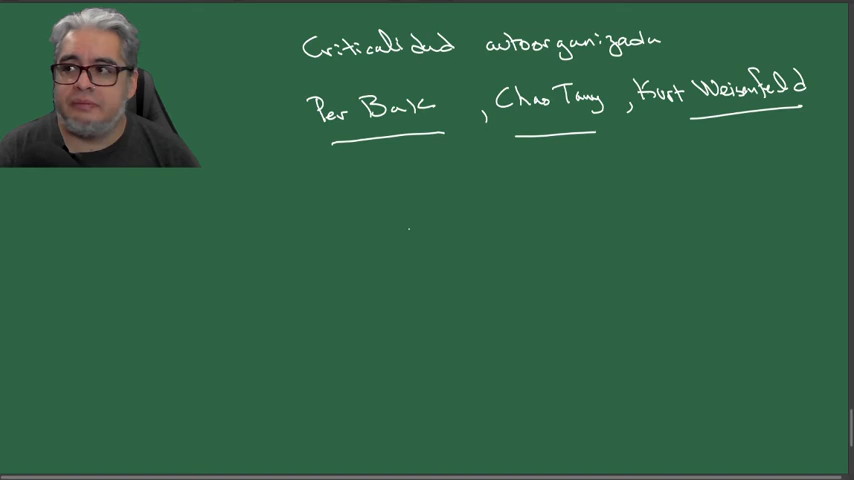 Criticalidad autoorganizada
Per Bak, Chao Tang, Kurt Weisenfeld